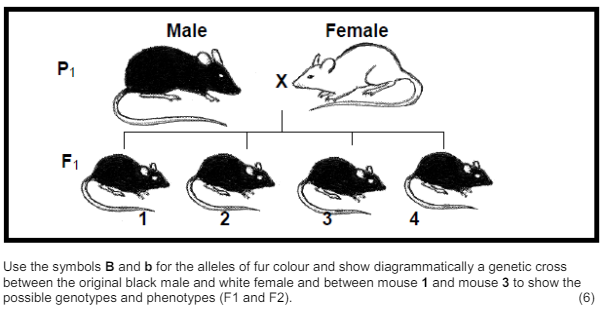 Male Female
P1 X
F1
1 2 3 4
Use the symbols B and b for the alleles of fur colour and show diagrammatically a genetic cross
between the original black male and white female and between mouse 1 and mouse 3 to show the
possible genotypes and phenotypes (F1 and F2). (6)